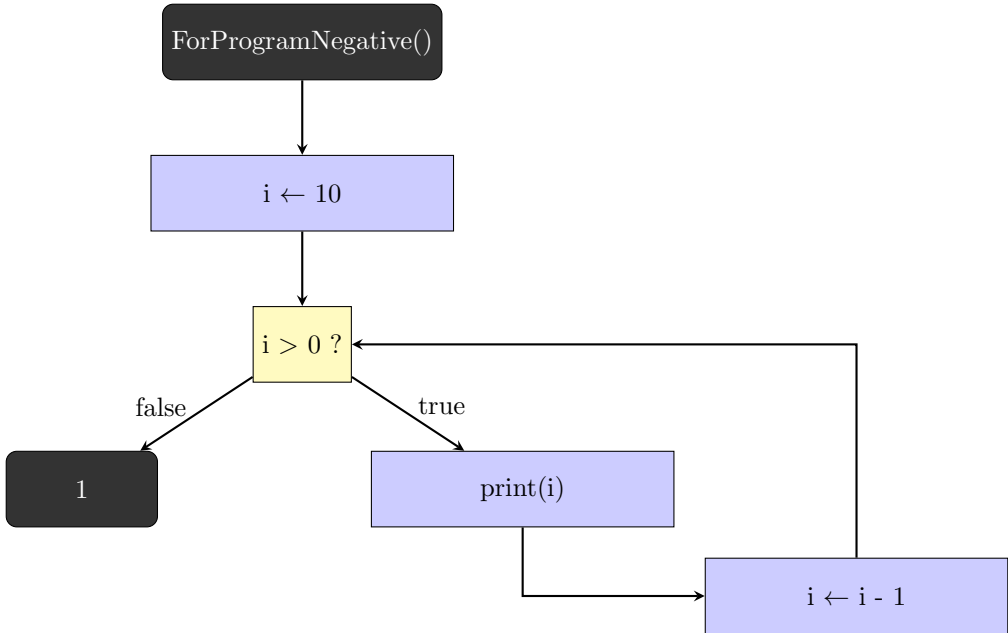 ForProgramNegative()
i ← 10
i > 0 ?
false
true
1
print(i)
i ← i - 1